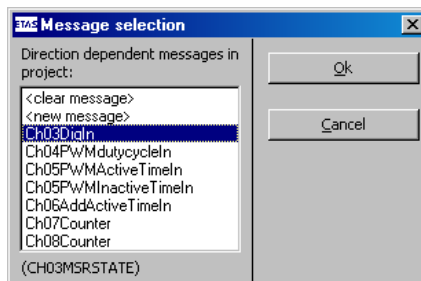 ETAS Message selection
Direction dependent messages in
project:
<clear message>
<new message>
Ch03DigIn
Ch04PWMdutycycleIn
Ch05PWMActiveTimeIn
Ch05PWMInactiveTimeIn
Ch06AddActiveTimeIn
Ch07Counter
Ch08Counter
(CH03MSRSTATE)
Ok
Cancel